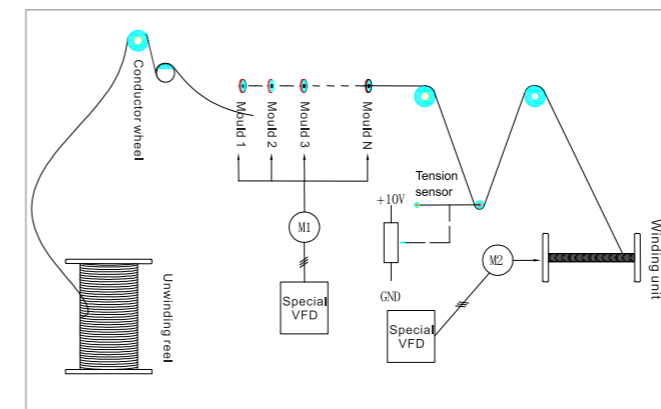 Conductor wheel
Mould 1
Mould 2
Mould 3
Mould N
Tension
sensor
+10V
M1
M2
GND
Unwinding reel
Special
VFD
Special
VFD
Winding unit